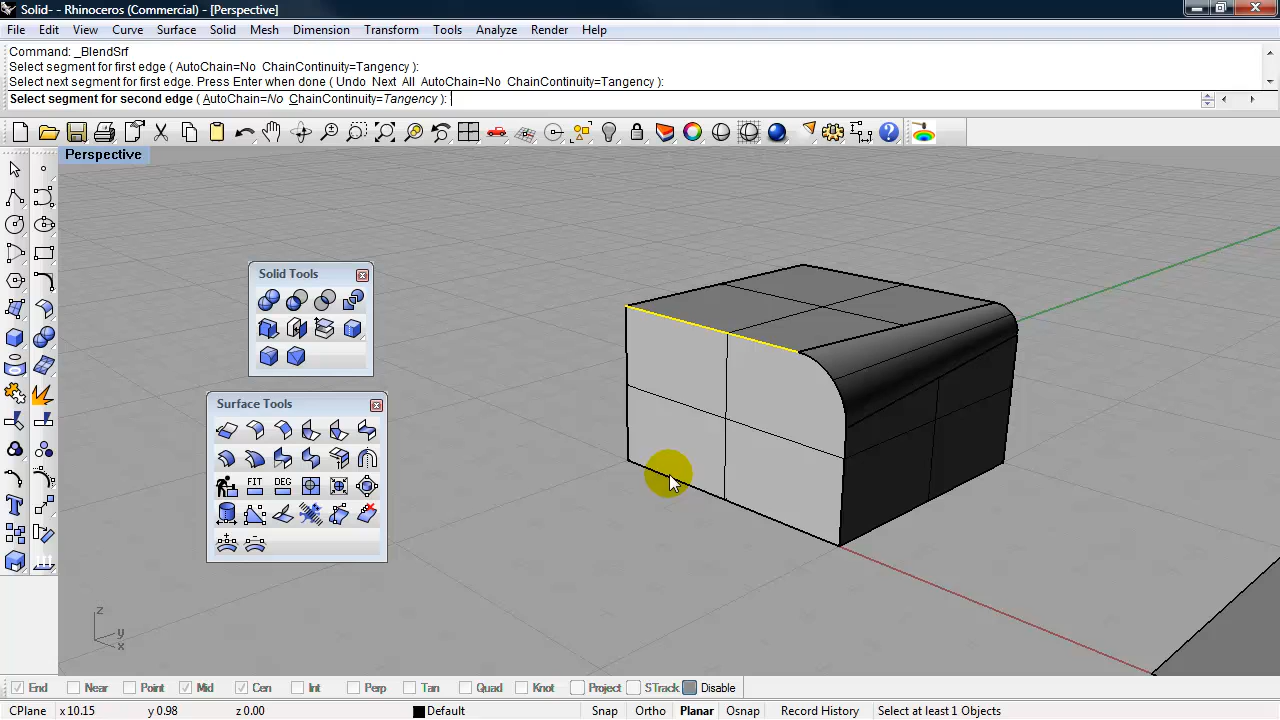 Solid- - Rhinoceros (Commercial) - [Perspective]
File Edit View Curve Surface Solid Mesh Dimension Transform Tools Analyze Render Help
Command: _BlendSrf
Select segment for first edge ( AutoChain=No ChainContinuity=Tangency ):
Select next segment for first edge. Press Enter when done ( Undo Next All AutoChain=No ChainContinuity=Tangency ):
Select segment for second edge ( AutoChain=No ChainContinuity=Tangency ):
Perspective
Solid Tools
Surface Tools
FIT DEG
z
y
x
End Near Point Mid Cen Int Perp Tan Quad Knot Project STrack Disable
CPlane x 10.15 y 0.98 z 0.00 Default Snap Ortho Planar Osnap Record History Select at least 1 Objects